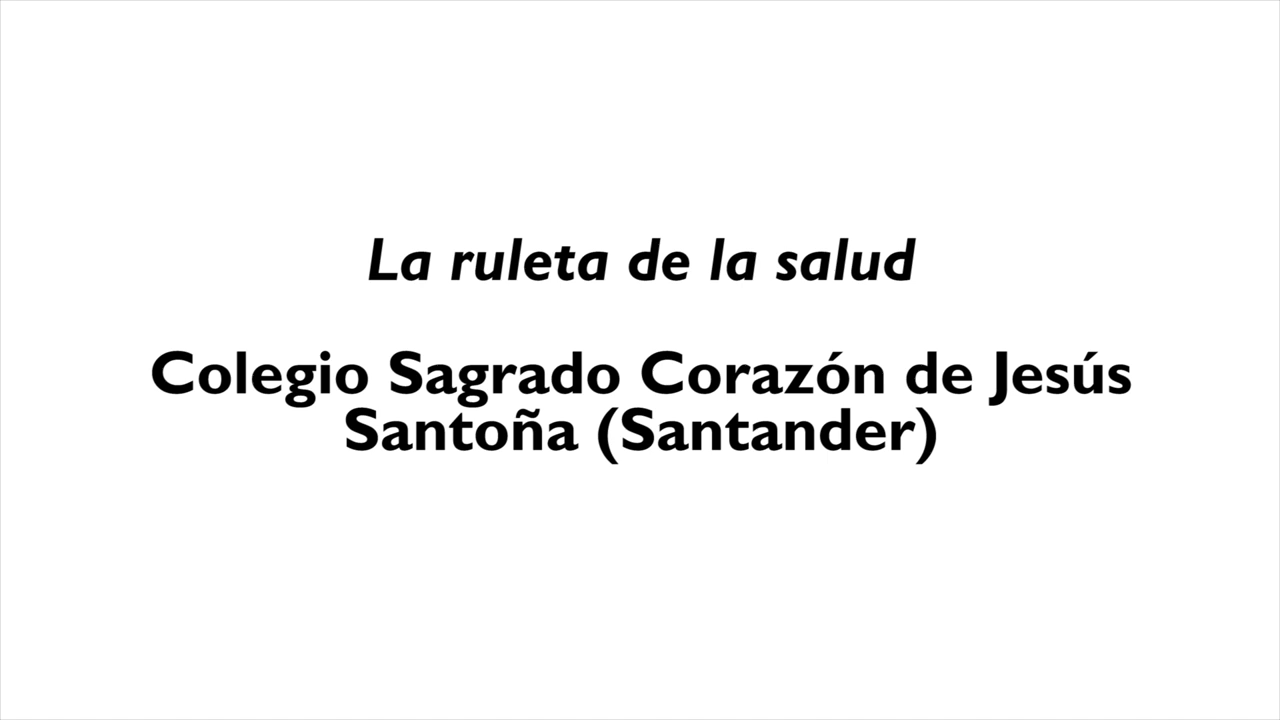 La ruleta de la salud
Colegio Sagrado Corazón de Jesús
Santoña (Santander)